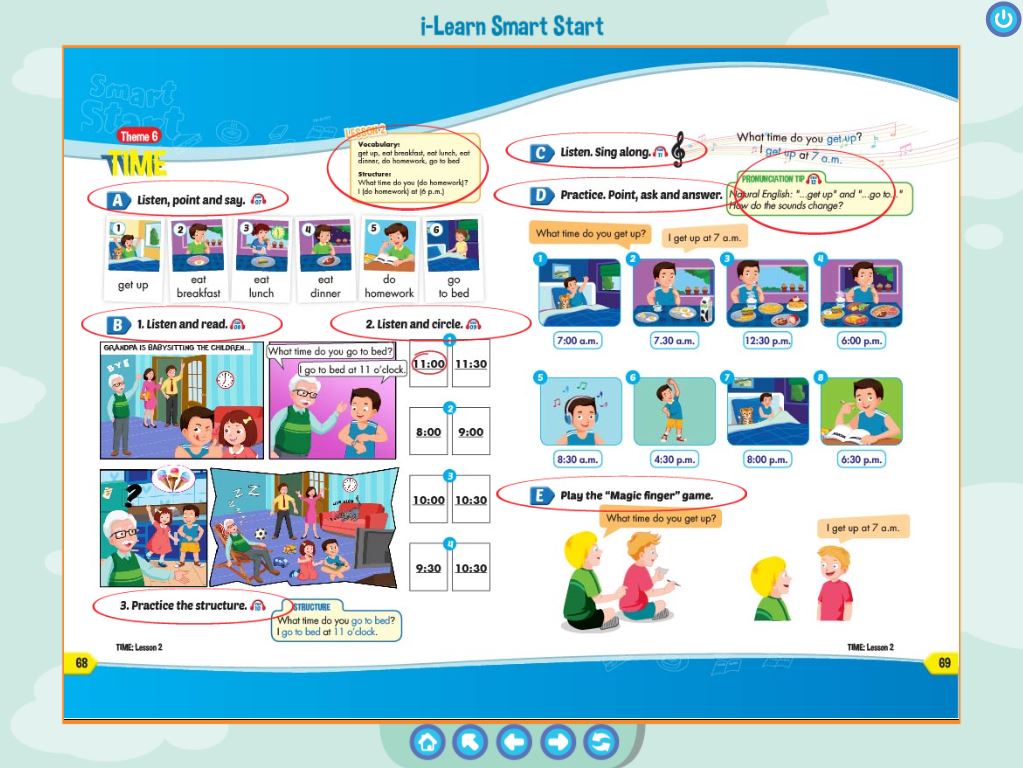 i-Learn Smart Start
Smart
Start
Theme 6
TIME
LESSON 2
Vocabulary:
get up, eat breakfast, eat lunch, eat
dinner, do homework, go to bed
Structure:
What time do you (do homework)?
I (do homework) at (6 p.m.)
A Listen, point and say. 07
1
2
3
4
5
6
get up
eat
breakfast
eat
lunch
eat
dinner
do
homework
go
to bed
B 1. Listen and read. 08
2. Listen and circle. 09
GRANDPA IS BABYSITTING THE CHILDREN...
BYE
What time do you go to bed?
I go to bed at 11 o'clock.
?
Z Z Z
1
11:00 11:30
2
8:00 9:00
3
10:00 10:30
4
9:30 10:30
3. Practice the structure. 10
STRUCTURE
What time do you go to bed?
I go to bed at 11 o'clock.
TIME: Lesson 2
68
C Listen. Sing along. 11
What time do you get up?
I get up at 7 a.m.
D Practice. Point, ask and answer.
PRONUNCIATION TIP 12
Natural English: "...get up" and "...go to..."
How do the sounds change?
What time do you get up?
I get up at 7 a.m.
1
2
3
4
7:00 a.m.
7.30 a.m.
12:30 p.m.
6:00 p.m.
5
6
7
8
8:30 a.m.
4:30 p.m.
8:00 p.m.
6:30 p.m.
E Play the "Magic finger" game.
What time do you get up?
I get up at 7 a.m.
TIME: Lesson 2
69